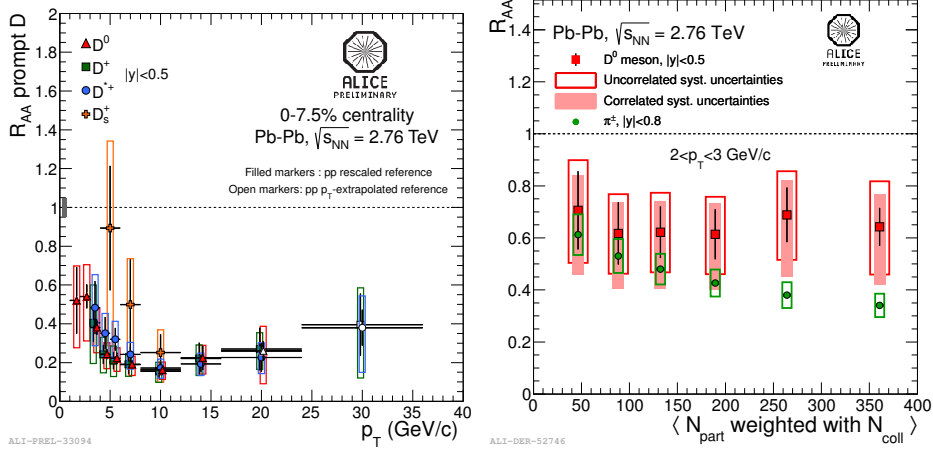 R_AA prompt D
2
1.8
1.6
1.4
1.2
1
0.8
0.6
0.4
0.2
0
D^0
D^+
D^{*+}
D_s^+
|y|<0.5
ALICE
PRELIMINARY
0-7.5% centrality
Pb-Pb, √s_NN = 2.76 TeV
Filled markers : pp rescaled reference
Open markers: pp p_T-extrapolated reference
0 5 10 15 20 25 30 35 40
p_T (GeV/c)
ALI-PREL-33094
R_AA
1.4
1.2
1
0.8
0.6
0.4
0.2
0
Pb-Pb, √s_NN = 2.76 TeV
ALICE
PRELIMINARY
D^0 meson, |y|<0.5
Uncorrelated syst. uncertainties
Correlated syst. uncertainties
π^±, |y|<0.8
2<p_T<3 GeV/c
0 50 100 150 200 250 300 350 400
⟨ N_part weighted with N_coll ⟩
ALI-DER-52746